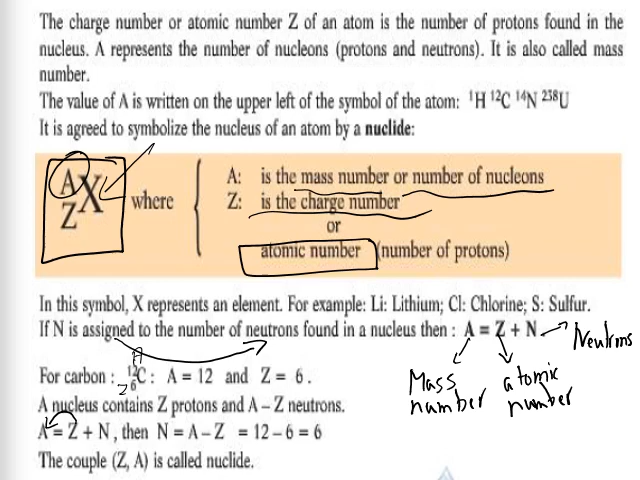 The charge number or atomic number Z of an atom is the number of protons found in the
nucleus. A represents the number of nucleons (protons and neutrons). It is also called mass
number.
The value of A is written on the upper left of the symbol of the atom: ¹H ¹²C ¹⁴N ²³⁸U
It is agreed to symbolize the nucleus of an atom by a nuclide:
A
Z X where { A: is the mass number or number of nucleons
Z: is the charge number
or
atomic number (number of protons)
In this symbol, X represents an element. For example: Li: Lithium; Cl: Chlorine; S: Sulfur.
If N is assigned to the number of neutrons found in a nucleus then : A = Z + N
Neutrons
Mass number
atomic number
For carbon : ¹²₆C : A = 12 and Z = 6 .
A nucleus contains Z protons and A – Z neutrons.
A = Z + N , then N = A – Z = 12 – 6 = 6
The couple (Z, A) is called nuclide.